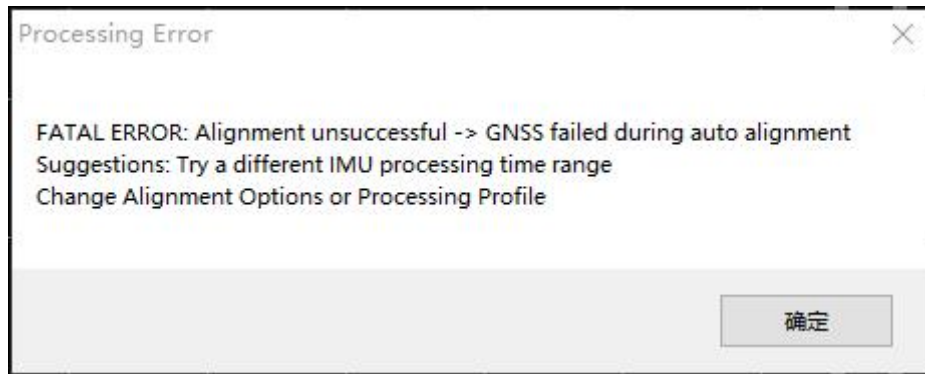 Processing Error
FATAL ERROR: Alignment unsuccessful -> GNSS failed during auto alignment
Suggestions: Try a different IMU processing time range
Change Alignment Options or Processing Profile
确定